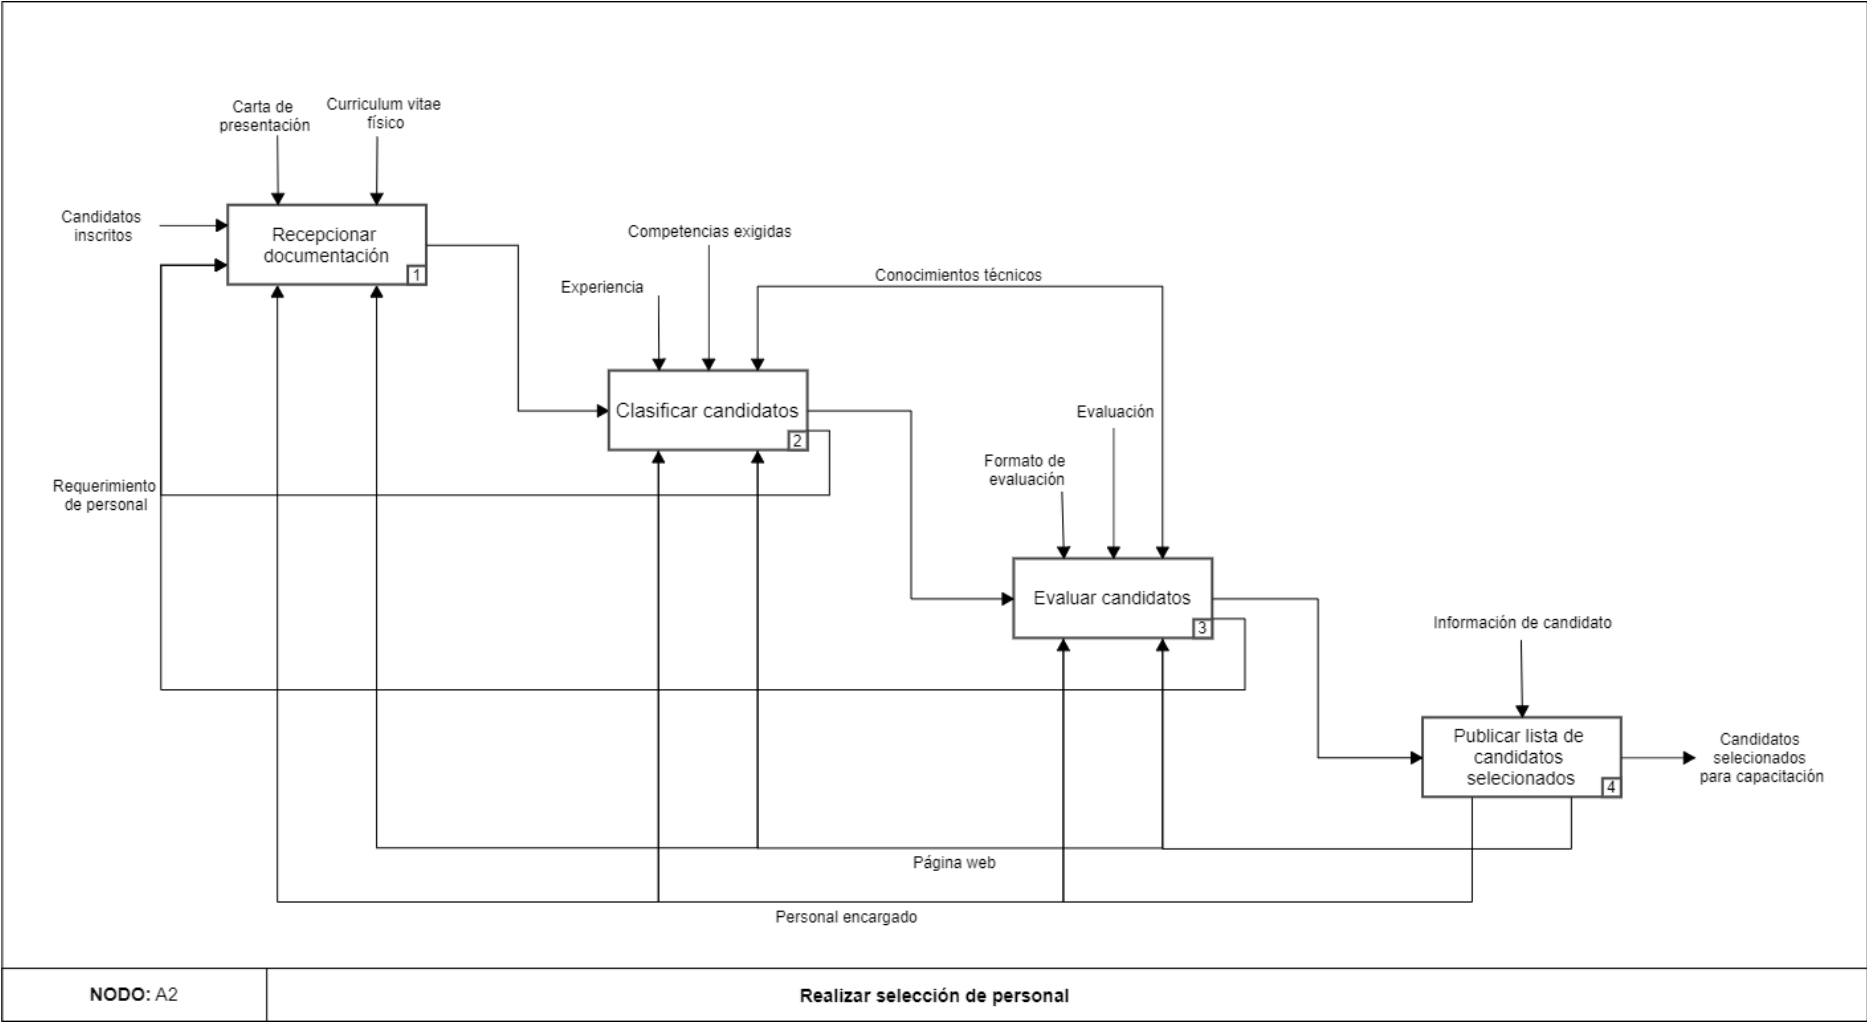 Carta de
presentación
Curriculum vitae
físico
Candidatos
inscritos
Recepcionar
documentación
1
Competencias exigidas
Experiencia
Conocimientos técnicos
Clasificar candidatos
2
Evaluación
Formato de
evaluación
Requerimiento
de personal
Evaluar candidatos
3
Información de candidato
Publicar lista de
candidatos
selecionados
4
Candidatos
selecionados
para capacitación
Página web
Personal encargado
NODO: A2
Realizar selección de personal